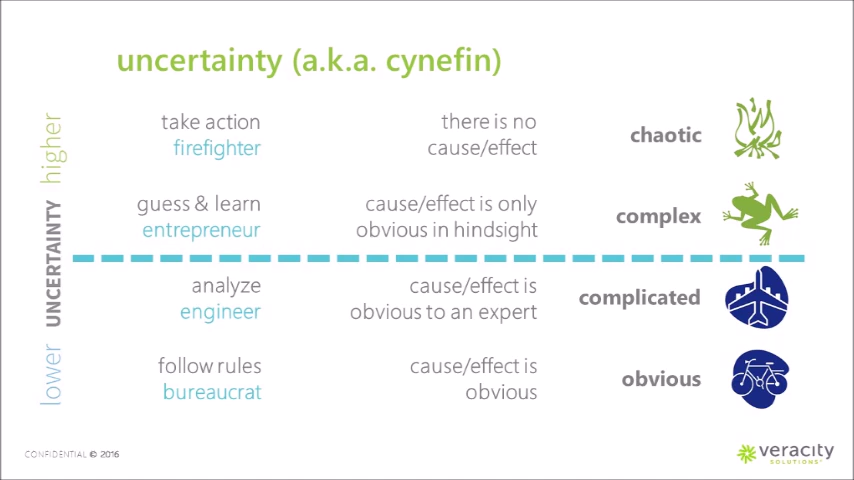 uncertainty (a.k.a. cynefin)
higher
UNCERTAINTY
lower
take action
firefighter
there is no
cause/effect
chaotic
guess & learn
entrepreneur
cause/effect is only
obvious in hindsight
complex
analyze
engineer
cause/effect is
obvious to an expert
complicated
follow rules
bureaucrat
cause/effect is
obvious
obvious
CONFIDENTIAL © 2016
veracity
SOLUTIONS